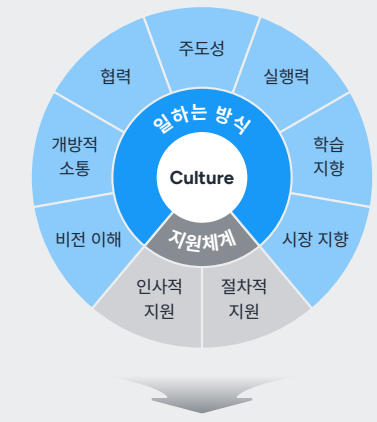 주도성
협력
실행력
일하는 방식
개방적
소통
학습
지향
Culture
비전 이해
시장 지향
지원체계
인사적
지원
절차적
지원